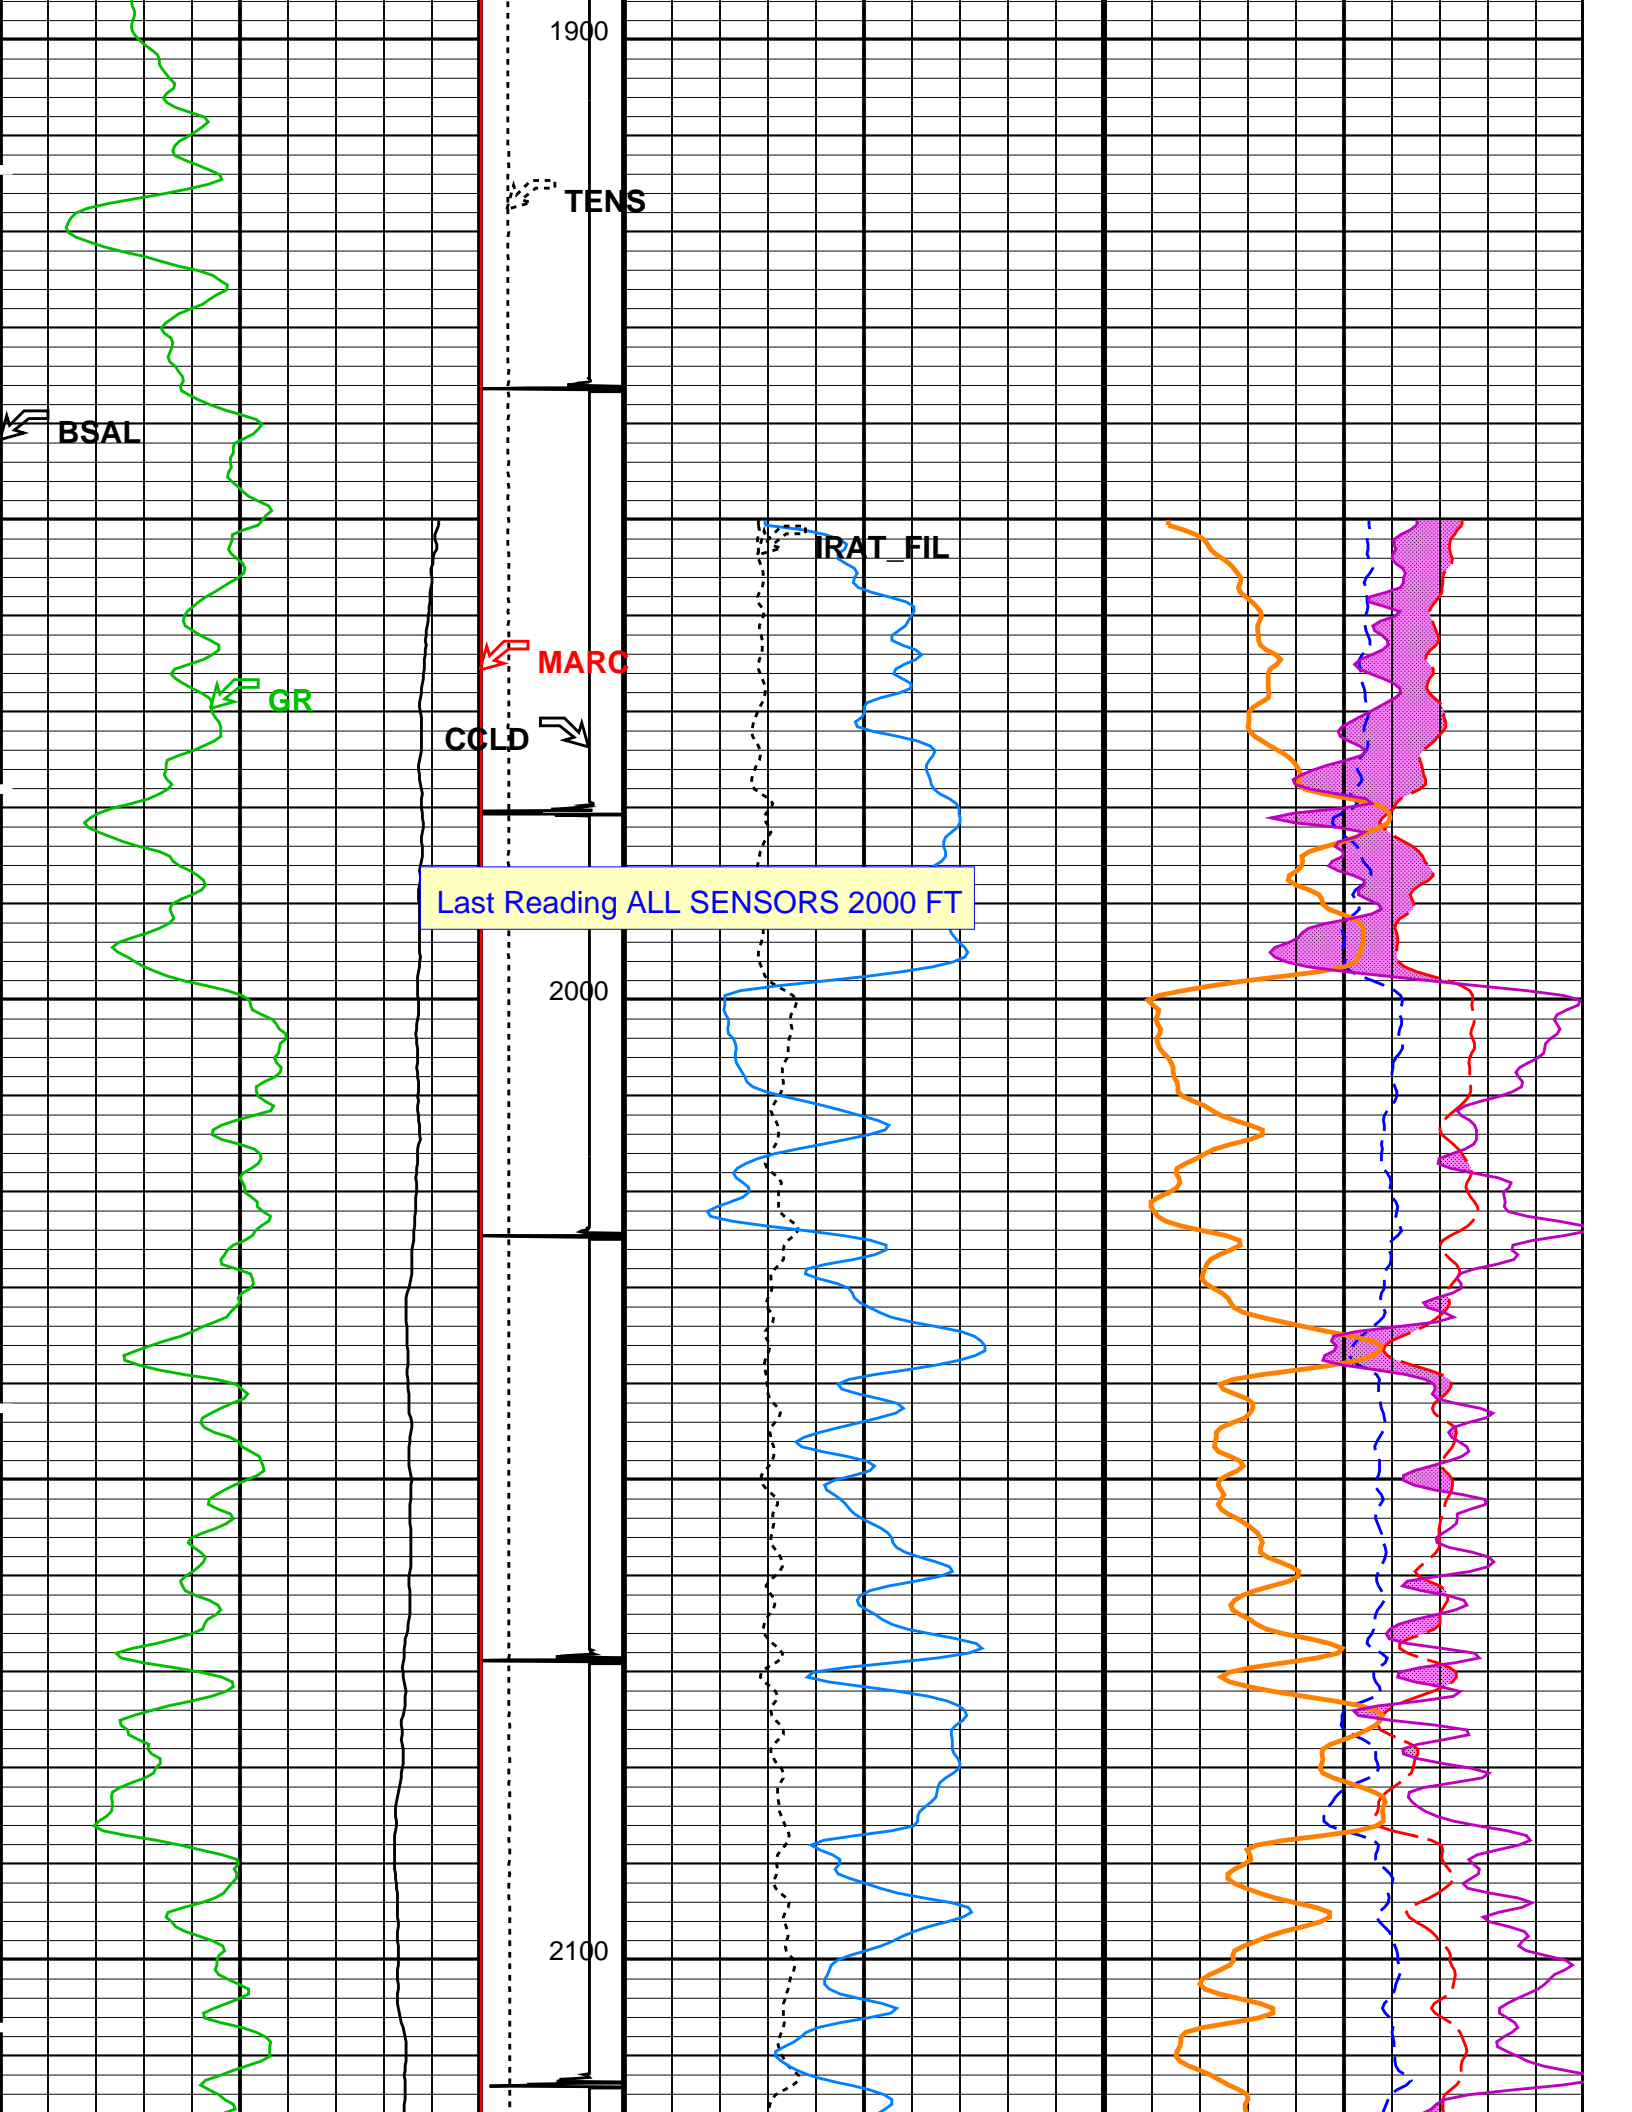 1900
TENS
BSAL
IRAT_FIL
MARC
GR
CCLD
Last Reading ALL SENSORS 2000 FT
2000
2100